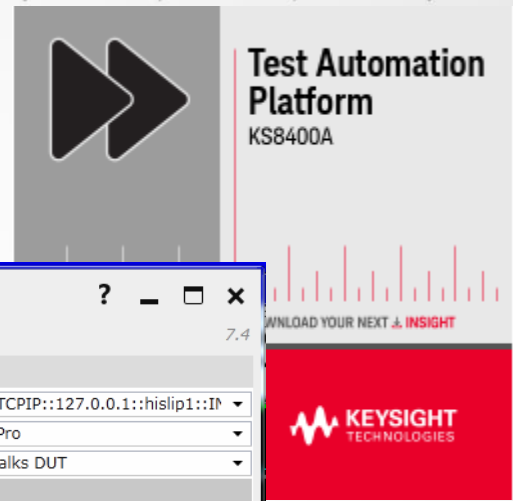 Test Automation
Platform
KS8400A
?
7.4
WNLOAD YOUR NEXT INSIGHT
TCPIP::127.0.0.1::hislip1::IN
Pro
alks DUT
KEYSIGHT
TECHNOLOGIES